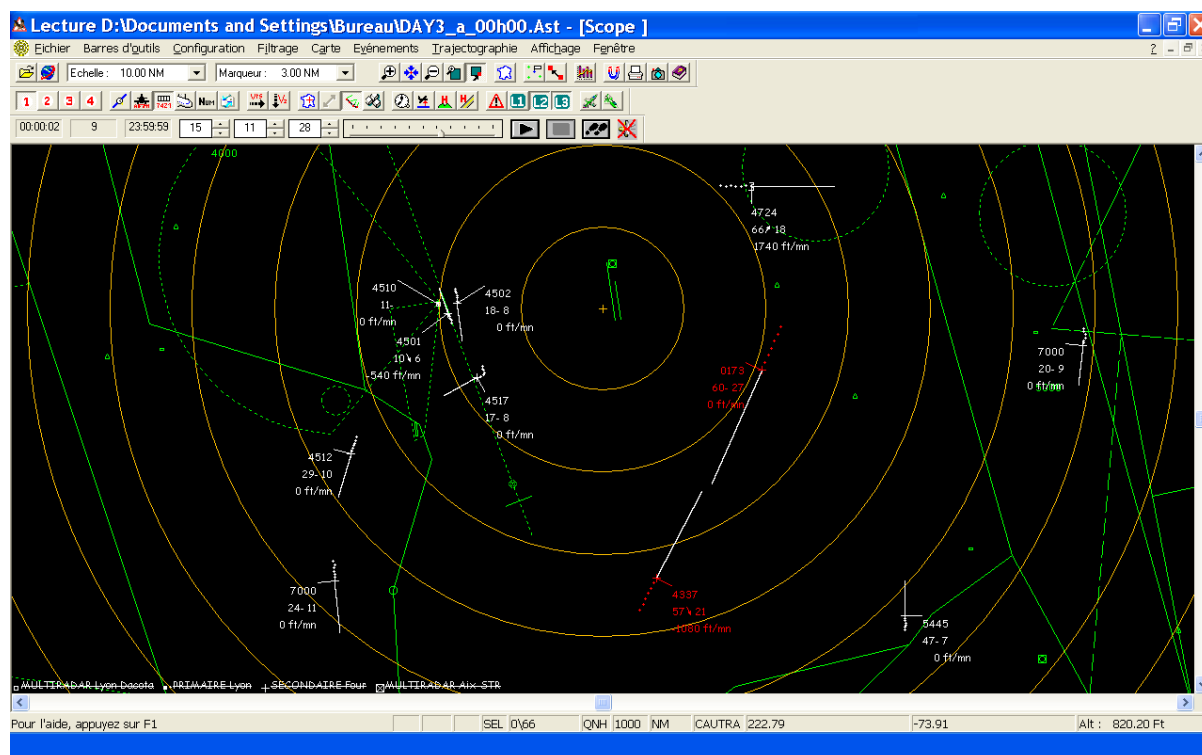 Lecture D:\Documents and Settings\Bureau\DAY3_a_00h00.Ast - [Scope ]
Eichier Barres d'outils Configuration Filtrage Carte Evénements Trajectographie Affichage Fenêtre ?
Echelle : 10.00 NM Marqueur : 3.00 NM
1 2 3 4 7421 NUM L1 L2 L3
00:00:02 9 23:59:59 15 11 28
4000
4724
66 18
1740 ft/mn
4510
11-
0 ft/mn
4502
18- 8
0 ft/mn
4501
10 6
-540 ft/mn
7000
20- 9
0 ft/mn
0173
60- 27
0 ft/mn
4517
17- 8
0 ft/mn
4512
29- 10
0 ft/mn
7000
24- 11
0 ft/mn
4337
57 21
-1080 ft/mn
5445
47- 7
0 ft/mn
MULTIRADAR Lyon Dacota PRIMAIRE Lyon SECONDAIRE Four MULTIRADAR Aix STR
Pour l'aide, appuyez sur F1 SEL 0\66 QNH 1000 NM CAUTRA 222.79 -73.91 Alt : 820.20 Ft